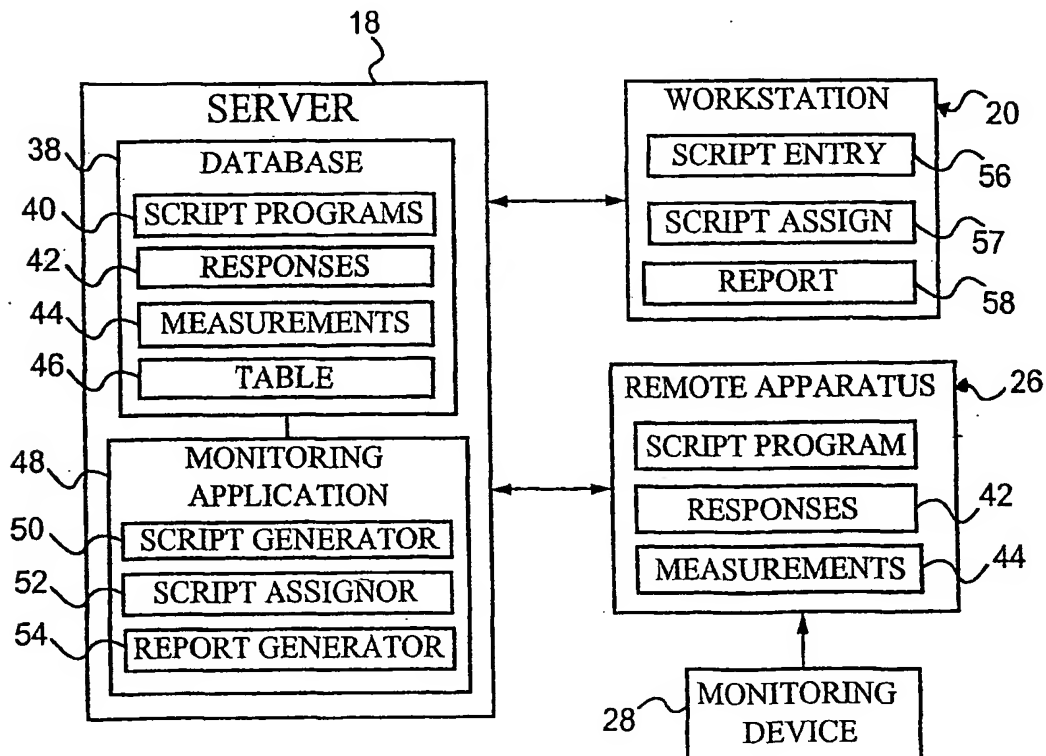 18
SERVER
38
DATABASE
40
SCRIPT PROGRAMS
42
RESPONSES
44
MEASUREMENTS
46
TABLE
48
MONITORING
APPLICATION
50
SCRIPT GENERATOR
52
SCRIPT ASSIGNOR
54
REPORT GENERATOR
WORKSTATION
20
SCRIPT ENTRY
56
SCRIPT ASSIGN
57
REPORT
58
REMOTE APPARATUS
26
SCRIPT PROGRAM
RESPONSES
42
MEASUREMENTS
44
28
MONITORING
DEVICE